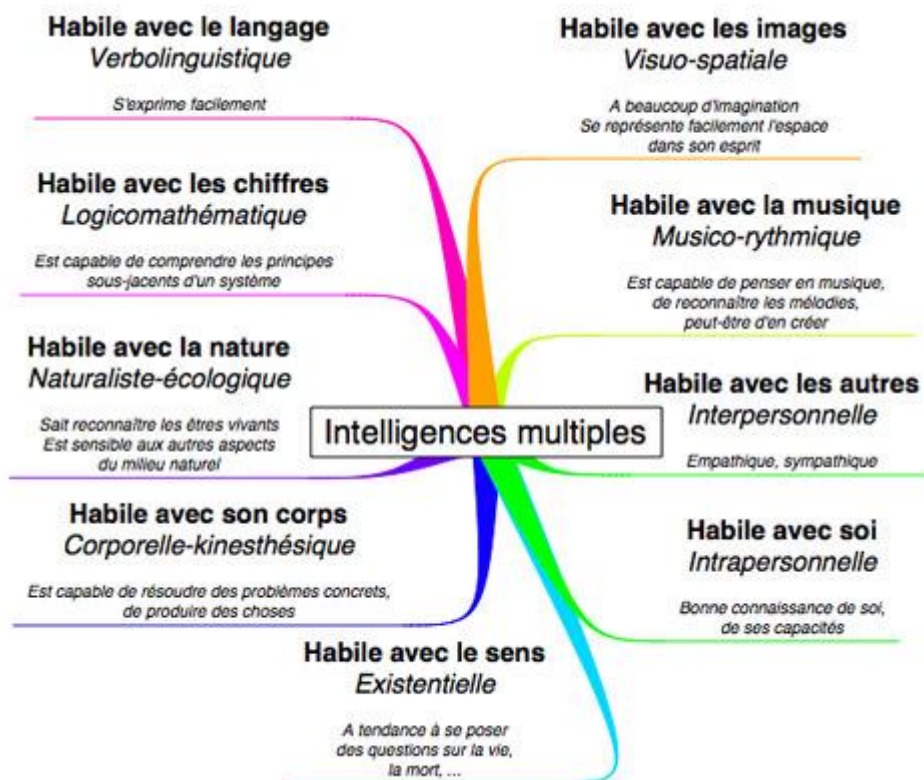 Habile avec le langage
Verbolinguistique
S'exprime facilement
Habile avec les chiffres
Logicomathématique
Est capable de comprendre les principes
sous-jacents d'un système
Habile avec la nature
Naturaliste-écologique
Sait reconnaître les êtres vivants
Est sensible aux autres aspects
du milieu naturel
Habile avec son corps
Corporelle-kinesthésique
Est capable de résoudre des problèmes concrets,
de produire des choses
Intelligences multiples
Habile avec les images
Visuo-spatiale
A beaucoup d'imagination
Se représente facilement l'espace
dans son esprit
Habile avec la musique
Musico-rythmique
Est capable de penser en musique,
de reconnaître les mélodies,
peut-être d'en créer
Habile avec les autres
Interpersonnelle
Empathique, sympathique
Habile avec soi
Intrapersonnelle
Bonne connaissance de soi,
de ses capacités
Habile avec le sens
Existentielle
A tendance à se poser
des questions sur la vie,
la mort, ...